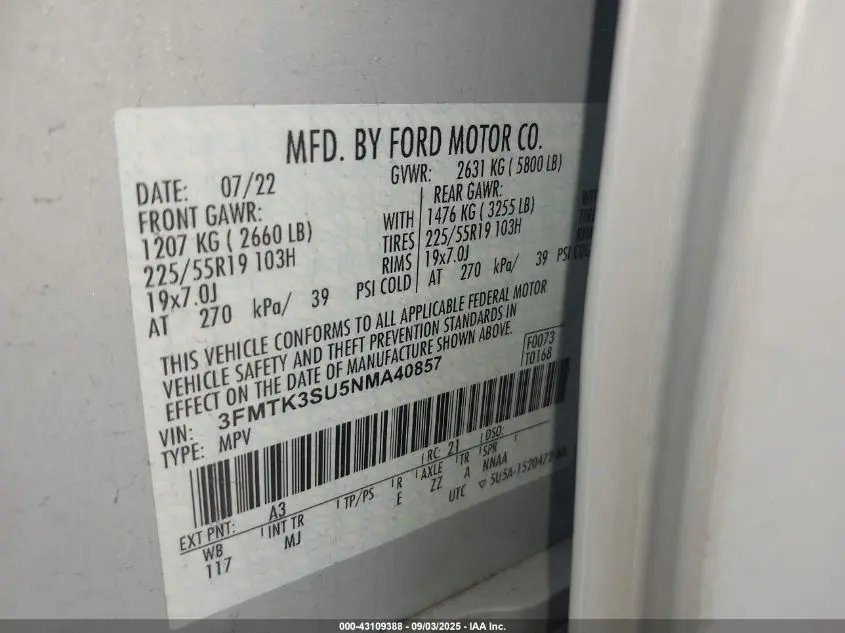 MFD. BY FORD MOTOR CO.
DATE: 07/22
GVWR: 2631 KG ( 5800 LB)
FRONT GAWR:
REAR GAWR:
1207 KG ( 2660 LB)
WITH
1476 KG ( 3255 LB)
225/55R19 103H
TIRES
225/55R19 103H
19x7.0J
RIMS
19x7.0J
AT 270 kPa/ 39 PSI COLD
AT 270 kPa/ 39 PSI COLD
THIS VEHICLE CONFORMS TO ALL APPLICABLE FEDERAL MOTOR
VEHICLE SAFETY AND THEFT PREVENTION STANDARDS IN
EFFECT ON THE DATE OF MANUFACTURE SHOWN ABOVE.
F0073
T0168
VIN: 3FMTK3SU5NMA40857
TYPE: MPV
RC: 21 DSO:
EXT PNT: A3
WB INT TR TP/PS R AXLE TR SPR
117 MJ E ZZ A NNAA
UTC
000-43109388 - 09/03/2025 - IAA Inc.